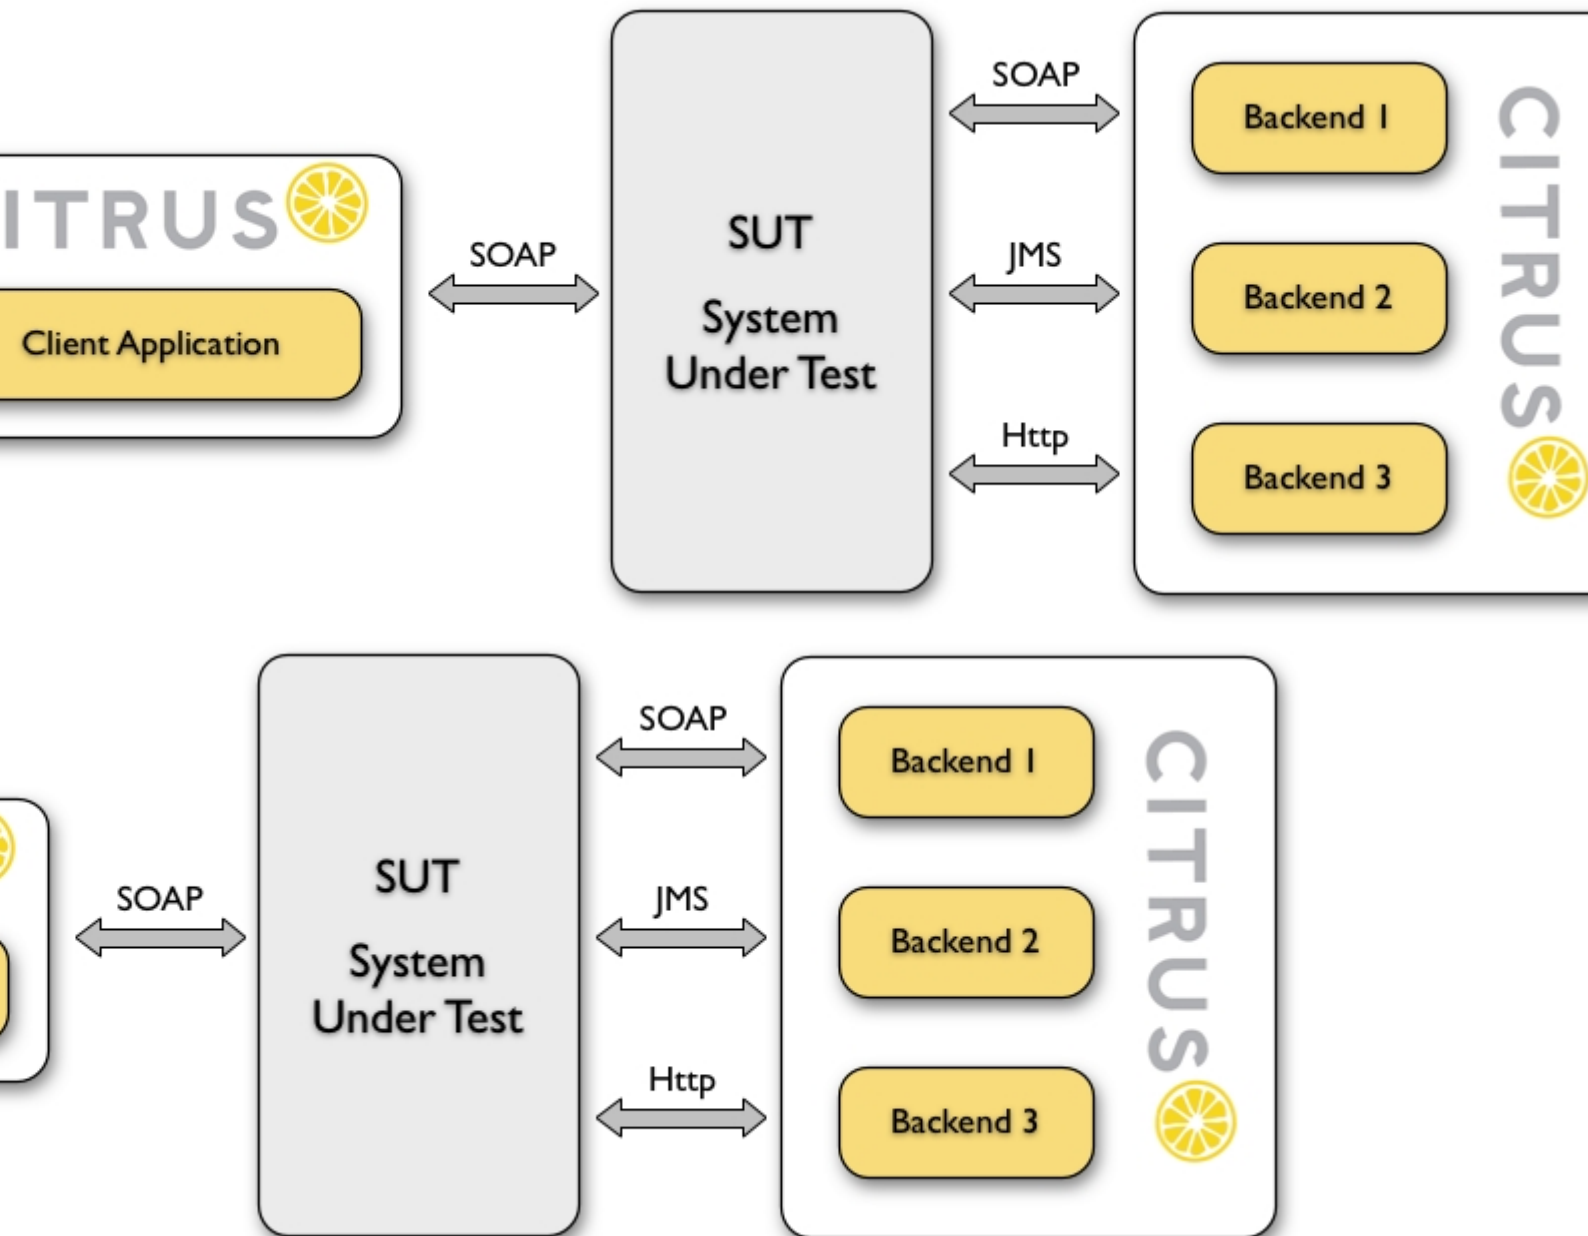 SOAP
Backend 1
CITRUS
ITRUS
SUT
SOAP
JMS
System
Backend 2
Under Test
Client Application
Http
Backend 3
SOAP
Backend 1
CITRUS
SUT
SOAP
JMS
System
Backend 2
Under Test
Http
Backend 3